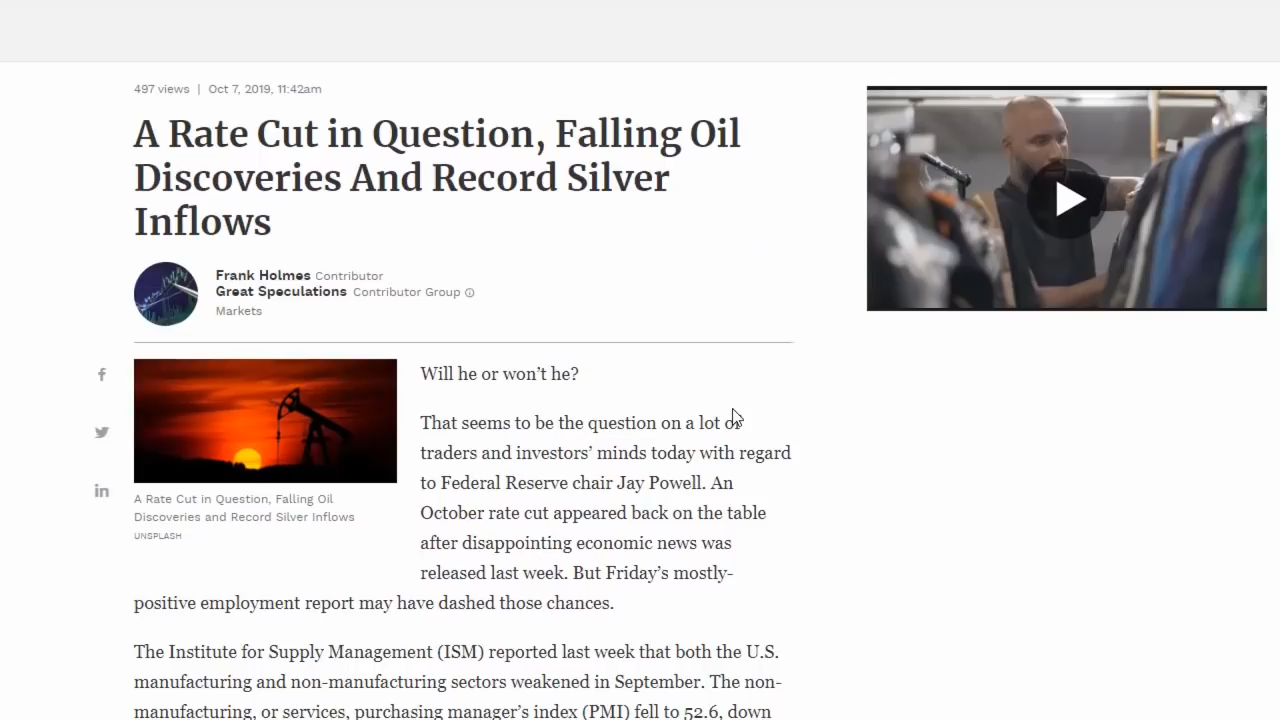 497 views | Oct 7, 2019, 11:42am
A Rate Cut in Question, Falling Oil
Discoveries And Record Silver
Inflows
Frank Holmes Contributor
Great Speculations Contributor Group
Markets
A Rate Cut in Question, Falling Oil
Discoveries and Record Silver Inflows
UNSPLASH
Will he or won’t he?
That seems to be the question on a lot of
traders and investors’ minds today with regard
to Federal Reserve chair Jay Powell. An
October rate cut appeared back on the table
after disappointing economic news was
released last week. But Friday’s mostly-
positive employment report may have dashed those chances.
The Institute for Supply Management (ISM) reported last week that both the U.S.
manufacturing and non-manufacturing sectors weakened in September. The non-
manufacturing, or services, purchasing manager’s index (PMI) fell to 52.6, down